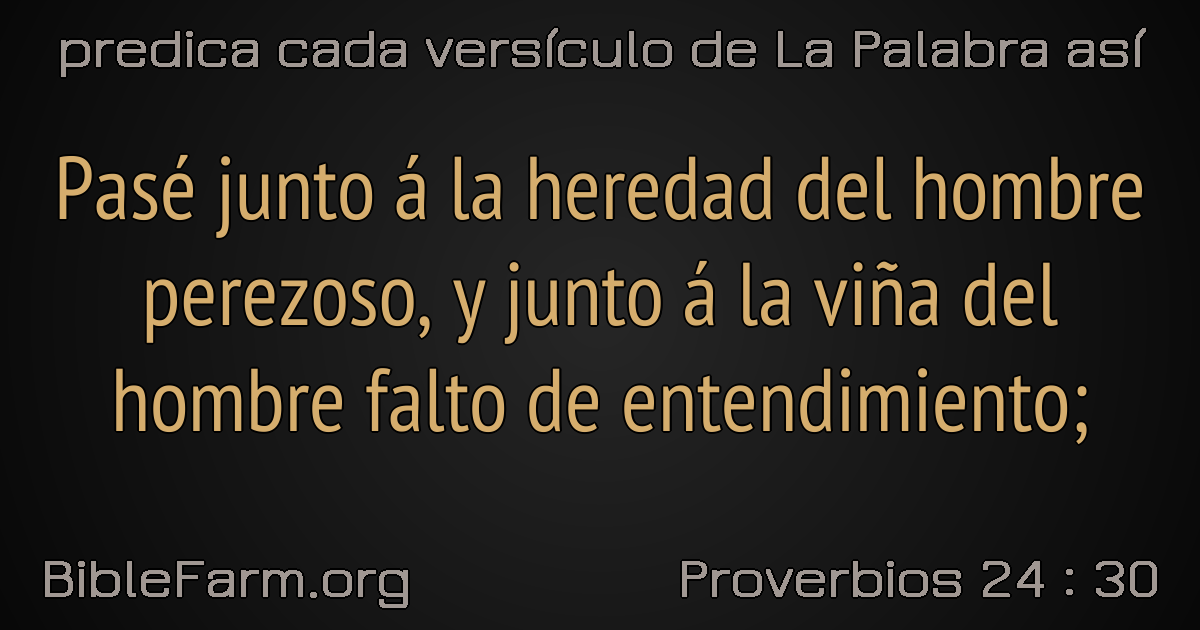 predica cada versículo de La Palabra así
Pasé junto á la heredad del hombre
perezoso, y junto á la viña del
hombre falto de entendimiento;
BibleFarm.org
Proverbios 24 : 30